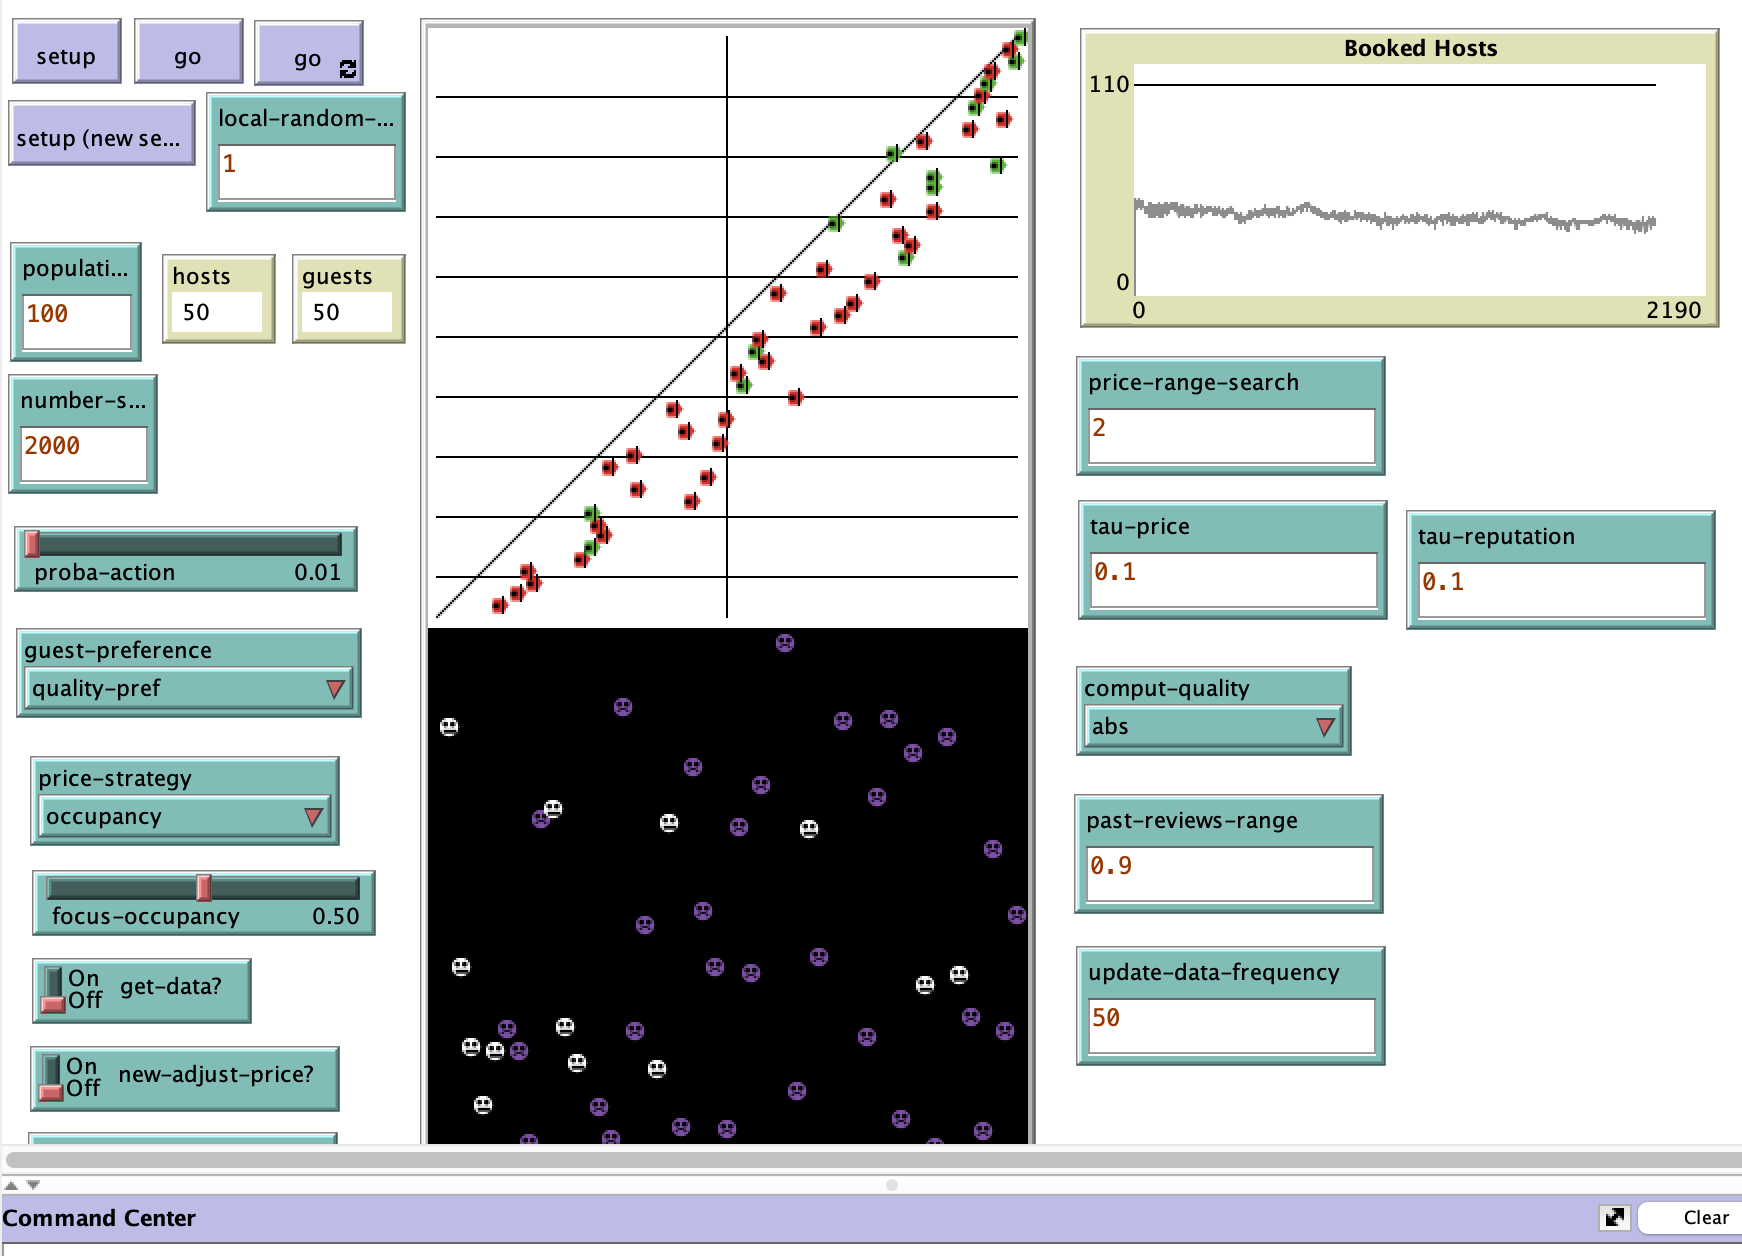 setup
go
go
setup (new se...
local-random-...
1
populati...
100
hosts
50
guests
50
number-s...
2000
proba-action
0.01
guest-preference
quality-pref
price-strategy
occupancy
focus-occupancy
0.50
On
Off
get-data?
On
Off
new-adjust-price?
Booked Hosts
110
0
0
2190
price-range-search
2
tau-price
0.1
tau-reputation
0.1
comput-quality
abs
past-reviews-range
0.9
update-data-frequency
50
Command Center
Clear